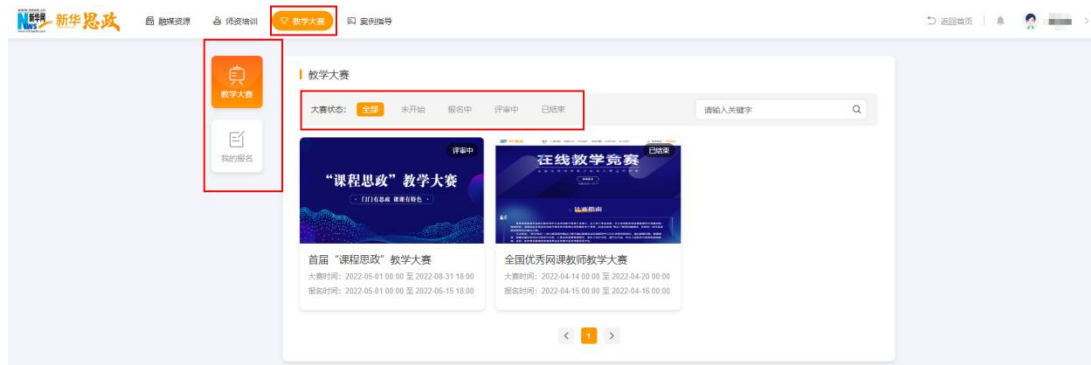 www.news.cn
新华网
NEWS
新华思政
融媒资源
师资培训
教学大赛
案例指导
返回首页
教学大赛
我的报名
教学大赛
大赛状态: 全部 未开始 报名中 评审中 已结束
请输入关键字
评审中
“课程思政”教学大赛
· 门门有思政 课课有特色 ·
首届“课程思政”教学大赛
大赛时间: 2022-05-01 00:00 至 2022-08-31 18:00
报名时间: 2022-05-01 00:00 至 2022-06-15 18:00
已结束
在线教学竞赛
全国优秀网课教师教学大赛
大赛时间: 2022-04-14 00:00 至 2022-04-20 00:00
报名时间: 2022-04-15 00:00 至 2022-04-16 00:00
< 1 >